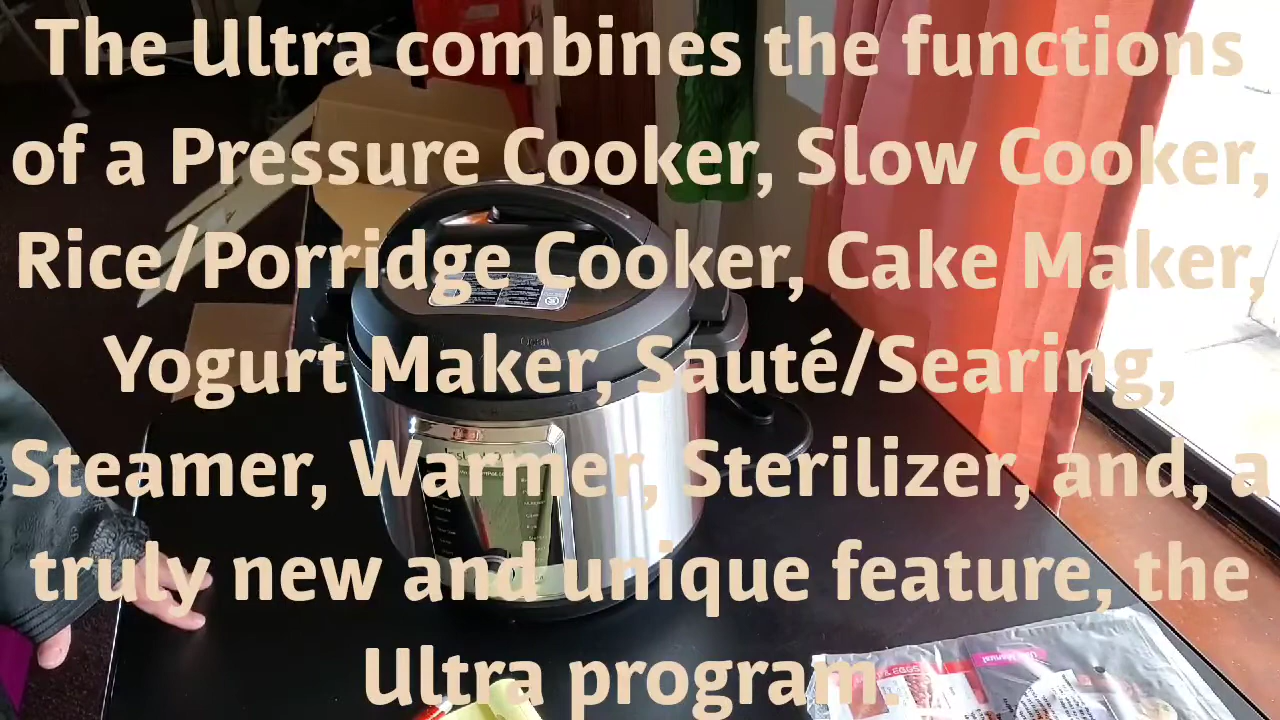 The Ultra combines the functions
of a Pressure Cooker, Slow Cooker,
Rice/Porridge Cooker, Cake Maker,
Yogurt Maker, Sauté/Searing,
Steamer, Warmer, Sterilizer, and, a
truly new and unique feature, the
Ultra program.